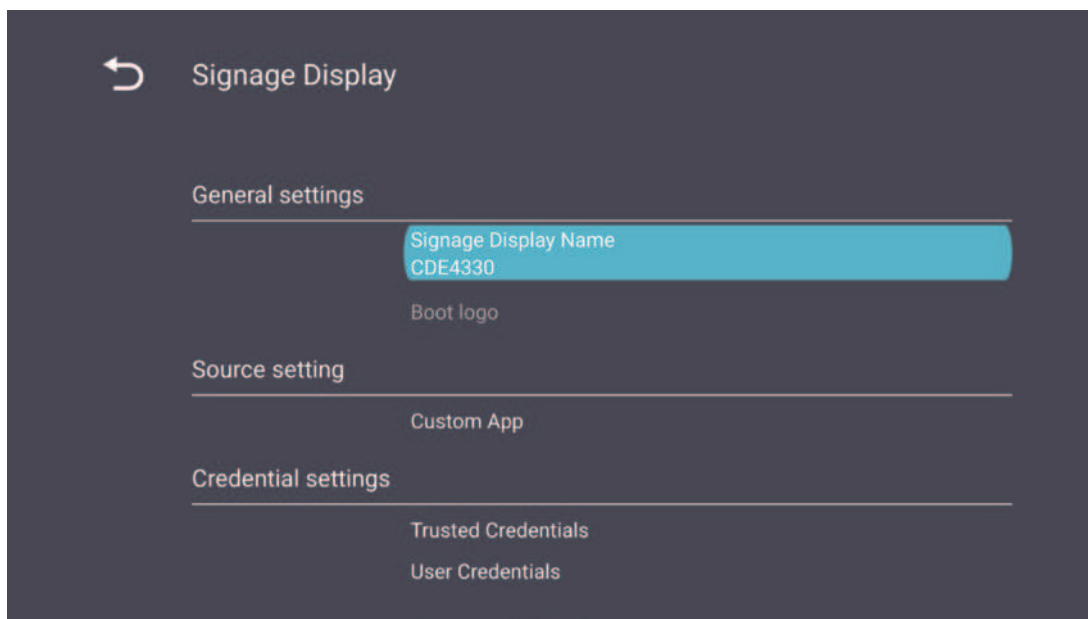 Signage Display
General settings
Signage Display Name
CDE4330
Boot logo
Source setting
Custom App
Credential settings
Trusted Credentials
User Credentials